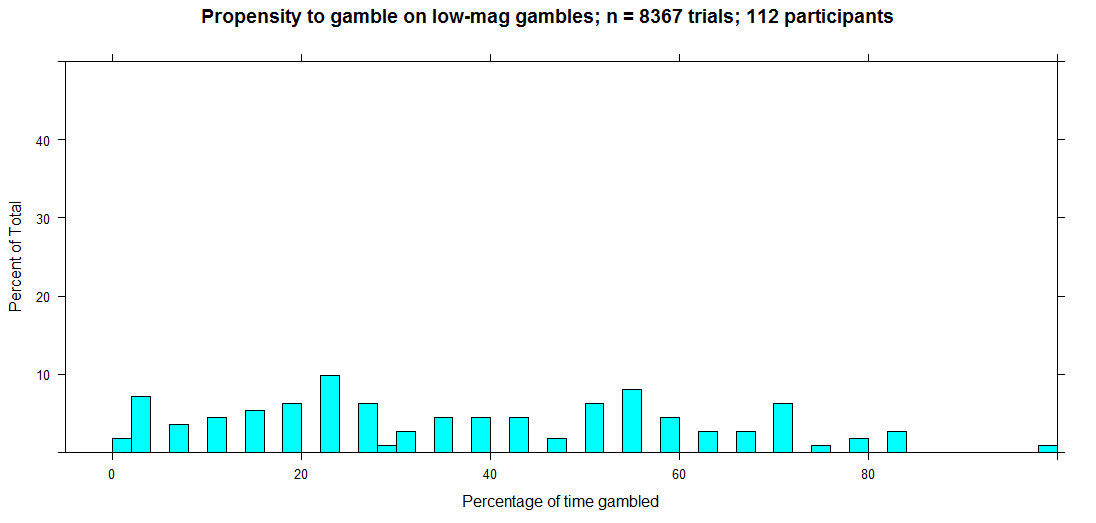 Propensity to gamble on low-mag gambles; n = 8367 trials; 112 participants
40
30
20
10
Percent of Total
0 20 40 60 80
Percentage of time gambled